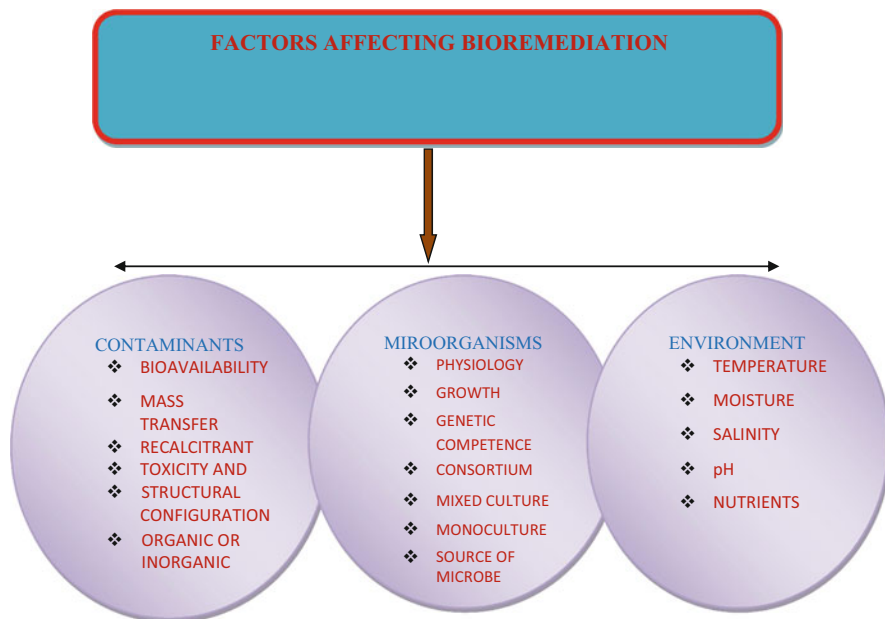 FACTORS AFFECTING BIOREMEDIATION
CONTAMINANTS
❖ BIOAVAILABILITY
❖ MASS
TRANSFER
❖ RECALCITRANT
❖ TOXICITY AND
❖ STRUCTURAL
CONFIGURATION
❖ ORGANIC OR
INORGANIC
MIROORGANISMS
❖ PHYSIOLOGY
❖ GROWTH
❖ GENETIC
COMPETENCE
❖ CONSORTIUM
❖ MIXED CULTURE
❖ MONOCULTURE
❖ SOURCE OF
MICROBE
ENVIRONMENT
❖ TEMPERATURE
❖ MOISTURE
❖ SALINITY
❖ pH
❖ NUTRIENTS